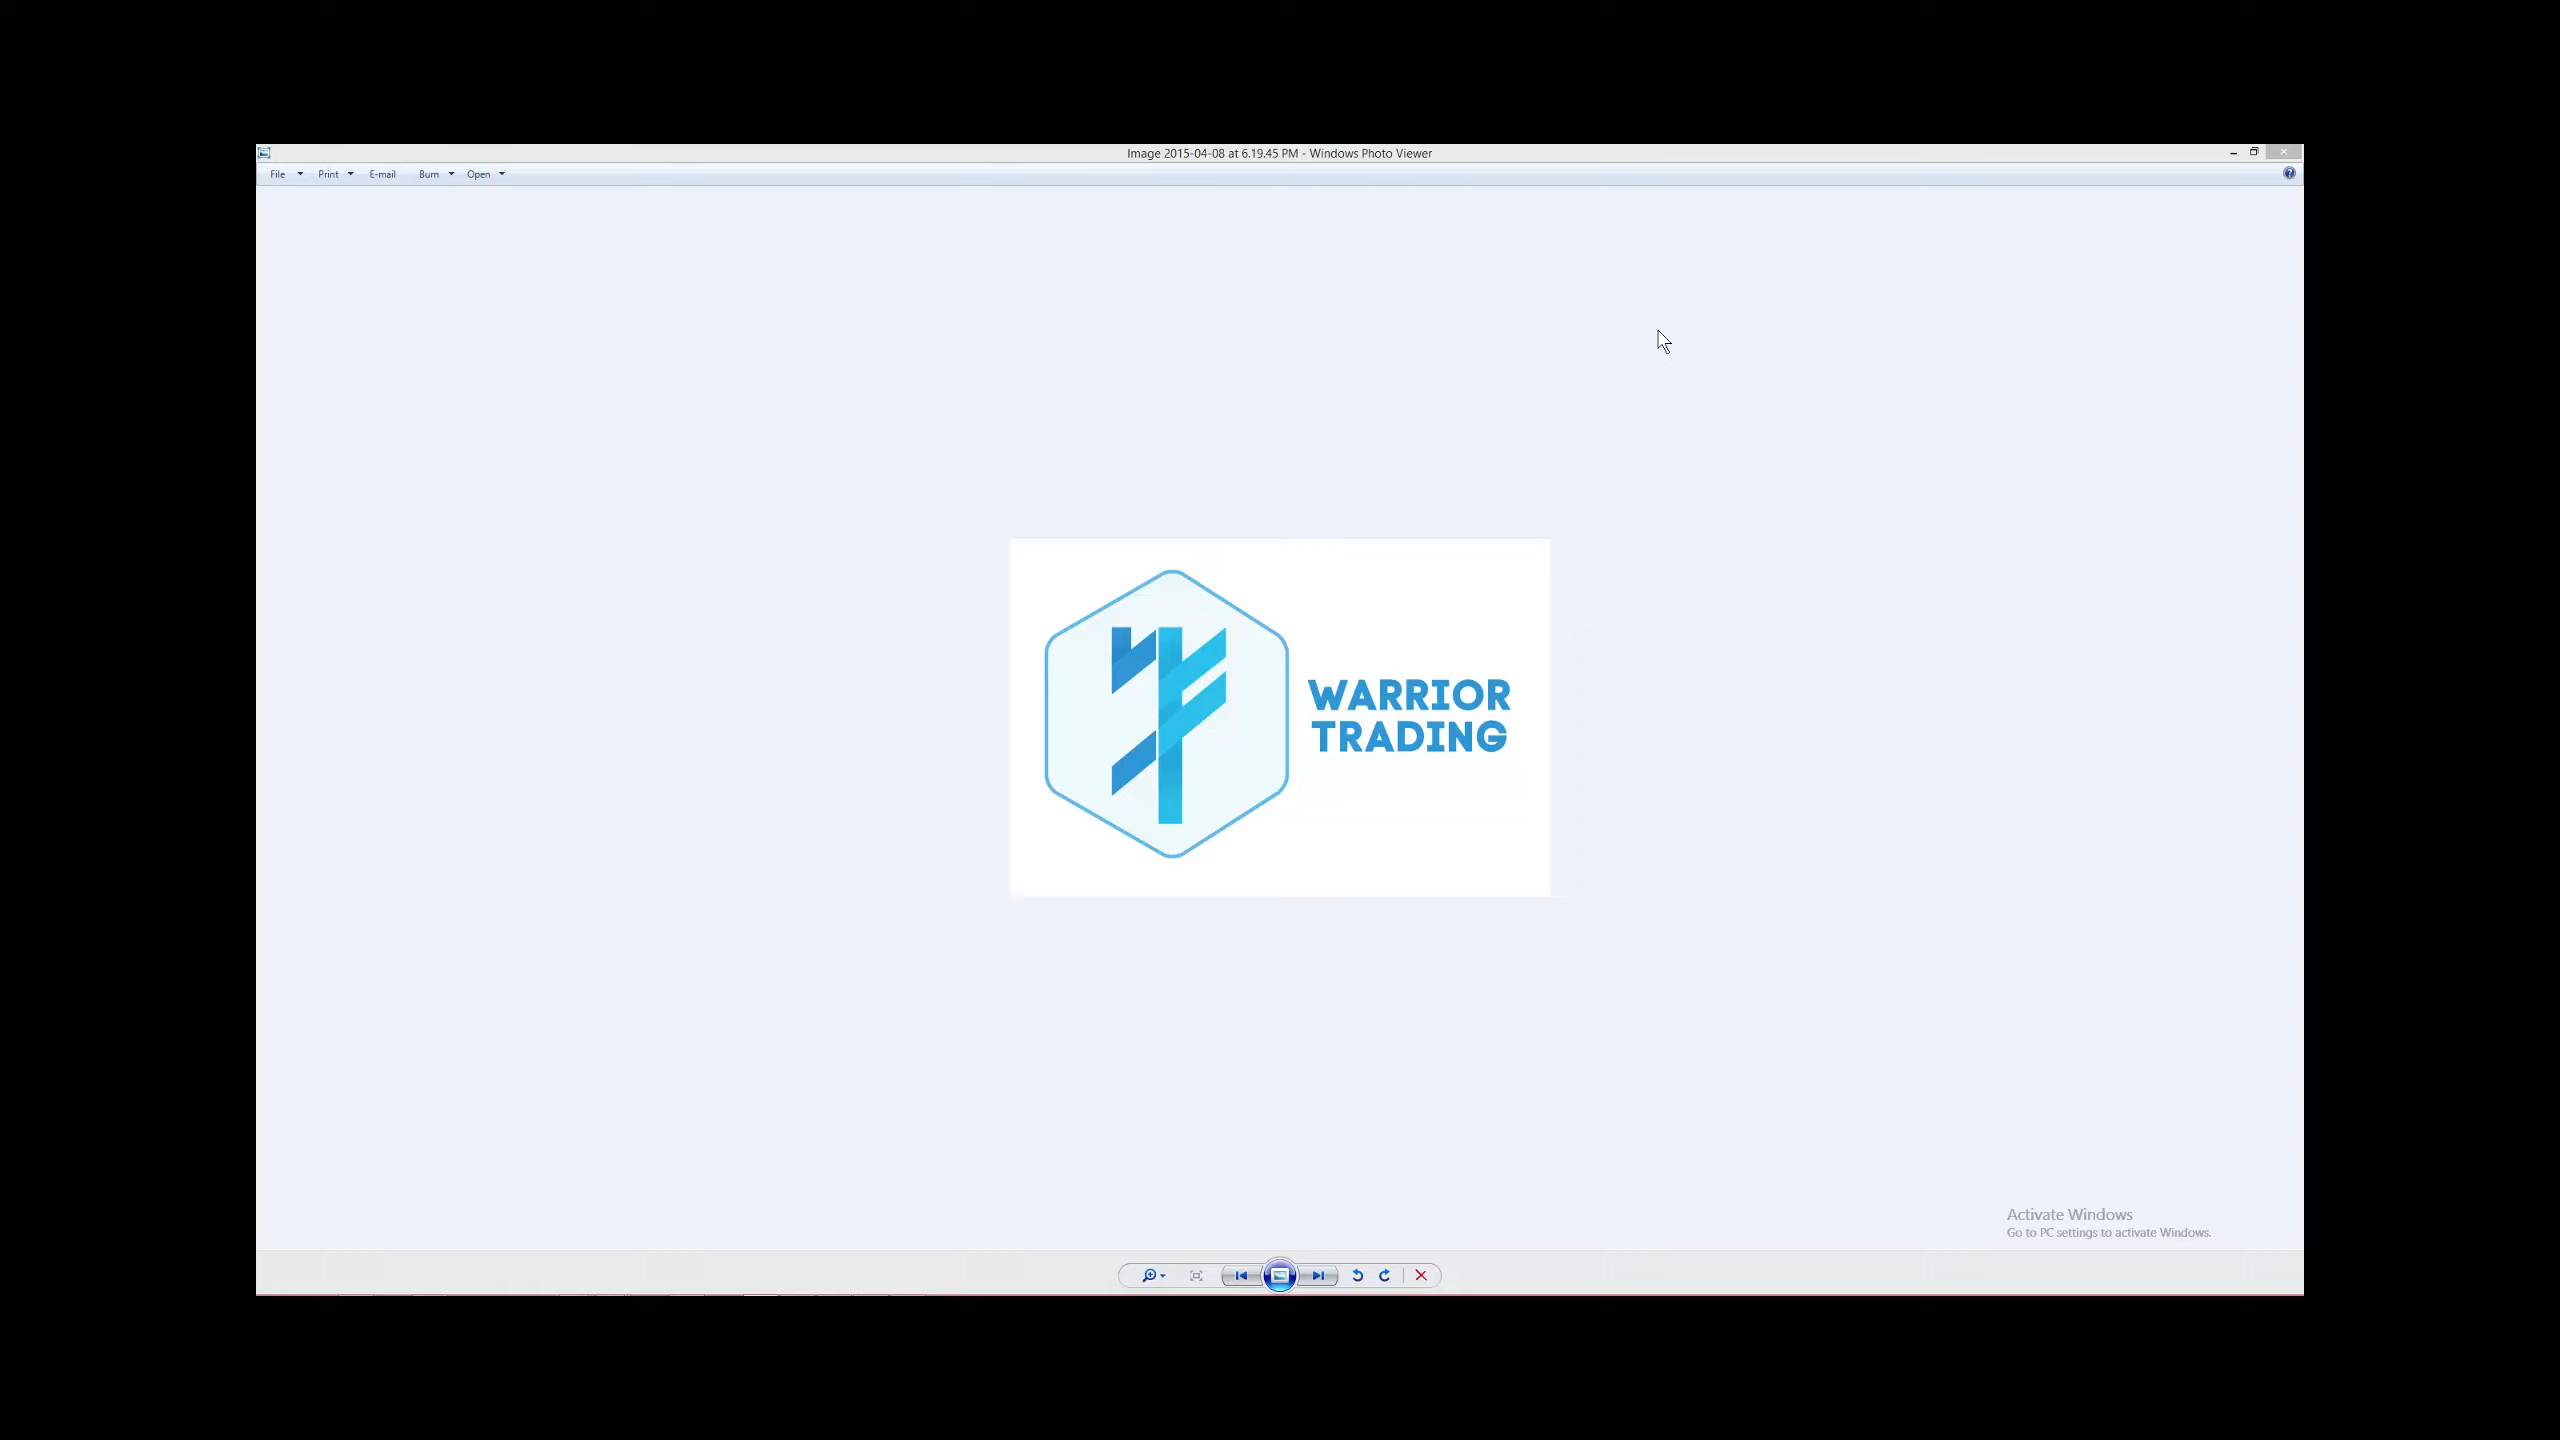 Image 2015-04-08 at 6.19.45 PM - Windows Photo Viewer
File Print E-mail Burn Open
WARRIOR
TRADING
Activate Windows
Go to PC settings to activate Windows.